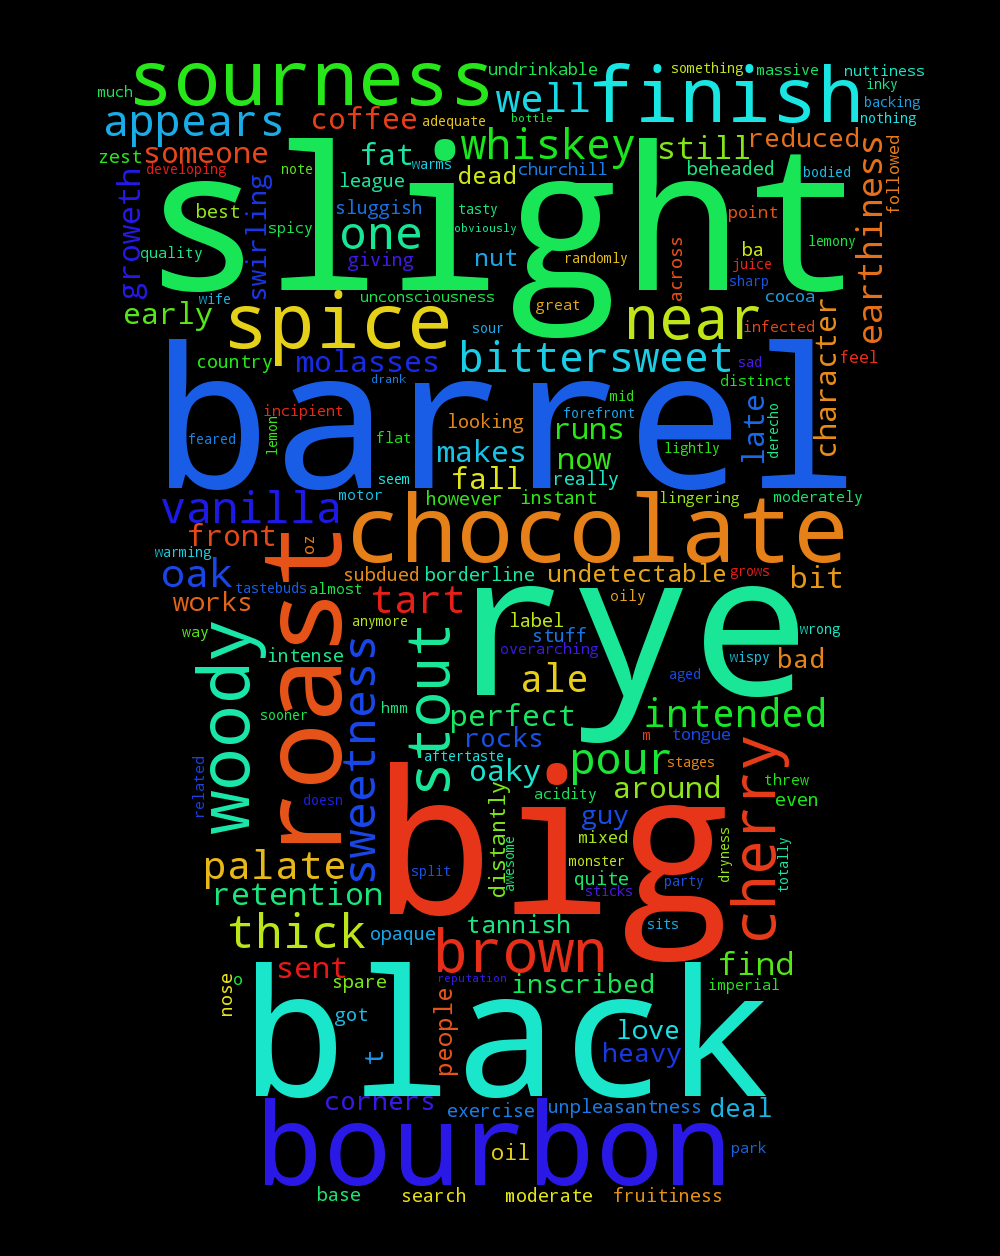 sourness
undrinkable
something
massive
nuttiness
much
well
finish
inky
backing
appears
coffee
adequate
bottle
nothing
zest
someone
developing
note
fat
warms
whiskey
still
reduced
league
dead
churchill
beheaded
bodied
followed
groweth
best
swirling
slight
sluggish
tasty
point
earthiness
quality
spicy
one
obviously
ba
lemony
giving
nut
randomly
across
juice
wife
unconsciousness
great
sharp
cocoa
early
spice
sour
near
infected
character
country
molasses
bittersweet
sad
feel
drank
distinct
incipient
barrel
mid
looking
forefront
late
derecho
feared
lemon
flat
makes
runs
lightly
seem
fall
now
really
vanilla
motor
however
instant
lingering
moderately
front
oz
chocolate
warming
oak
tastebuds
almost
subdued
borderline
undetectable
grows
bit
works
roast
tart
rye
oily
way
anymore
label
stuff
wrong
woody
intense
sweetness
stout
overarching
wispy
bad
ale
aged
sooner
hmm
perfect
intended
rocks
m
tongue
related
aftertaste
oaky
pour
stages
cherry
threw
doesn
acidity
around
even
distantly
big
guy
mixed
dryness
totally
palate
split
awesome
monster
quite
party
retention
sticks
thick
opaque
tannish
sits
brown
sent
find
nose
o
spare
reputation
inscribed
imperial
got
people
black
love
t
heavy
corners
exercise
unpleasantness
deal
bourbon
oil
park
base
search
moderate
fruitiness